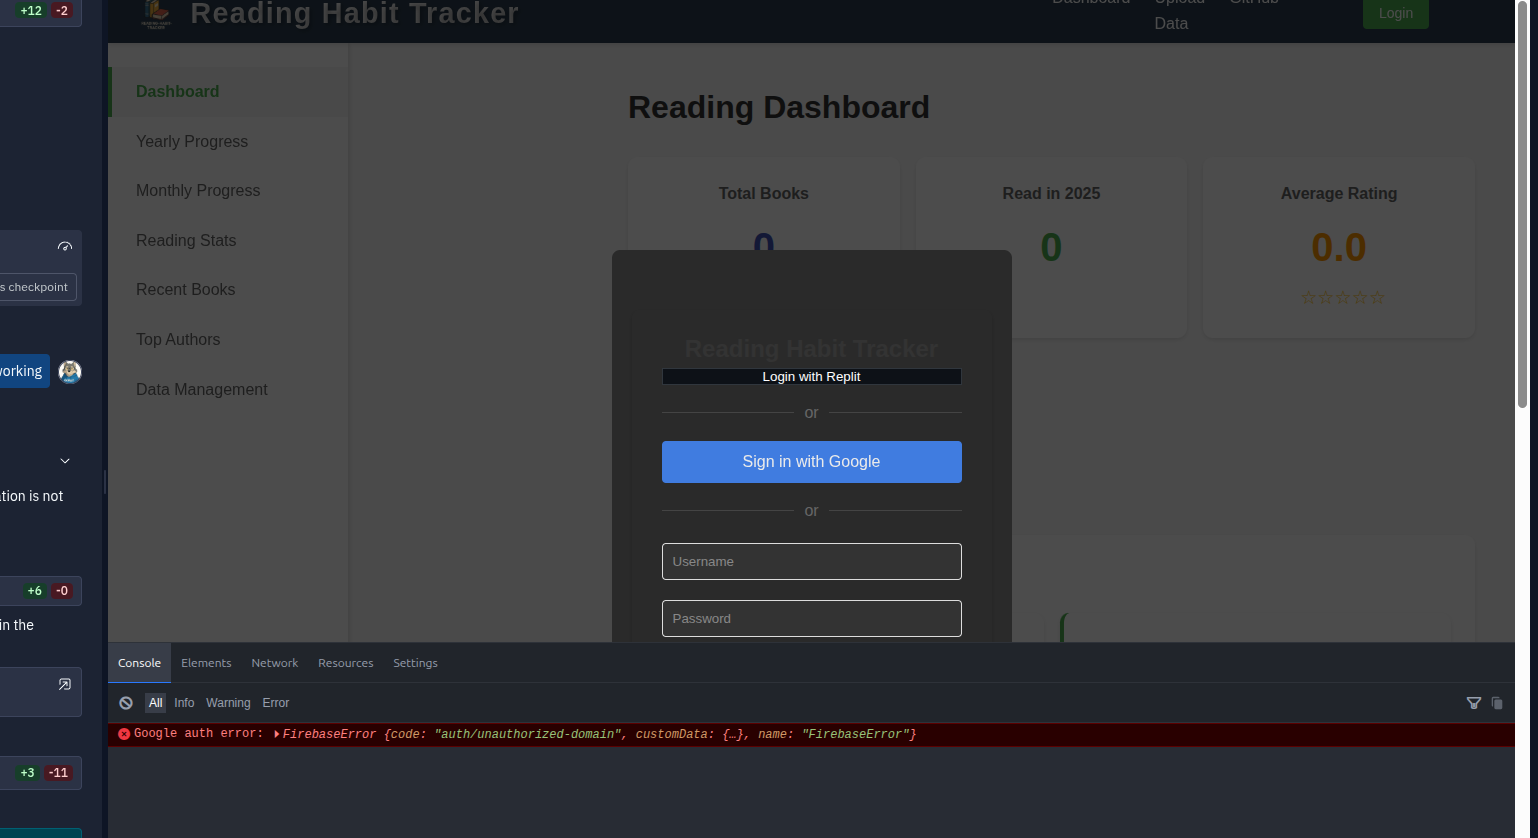 +12 -2
s checkpoint
orking
ation is not
+6 -0
in the
+3 -11
Reading Habit Tracker
Dashboard Upload GitHub
Data
Login
Dashboard
Yearly Progress
Monthly Progress
Reading Stats
Recent Books
Top Authors
Data Management
Reading Dashboard
Total Books
0
Read in 2025
0
Average Rating
0.0
☆☆☆☆☆
Reading Habit Tracker
Login with Replit
or
Sign in with Google
or
Username
Password
Console Elements Network Resources Settings
All Info Warning Error
Google auth error: FirebaseError {code: "auth/unauthorized-domain", customData: {…}, name: "FirebaseError"}